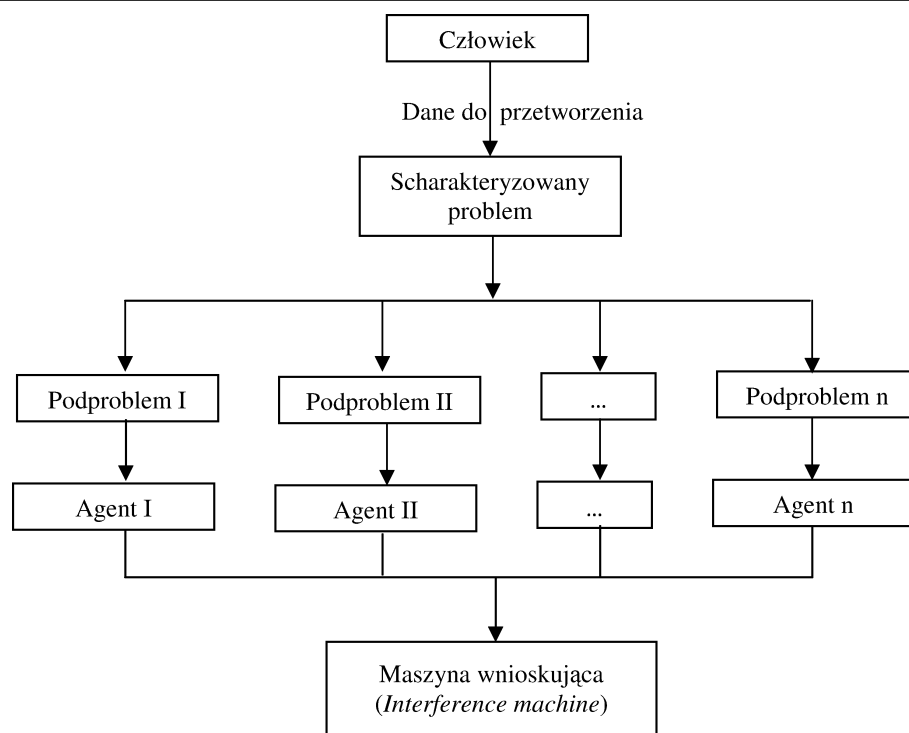 Człowiek
Dane do przetworzenia
Scharakteryzowany
problem
Podproblem I
Podproblem II
...
Podproblem n
Agent I
Agent II
...
Agent n
Maszyna wnioskująca
(Interference machine)